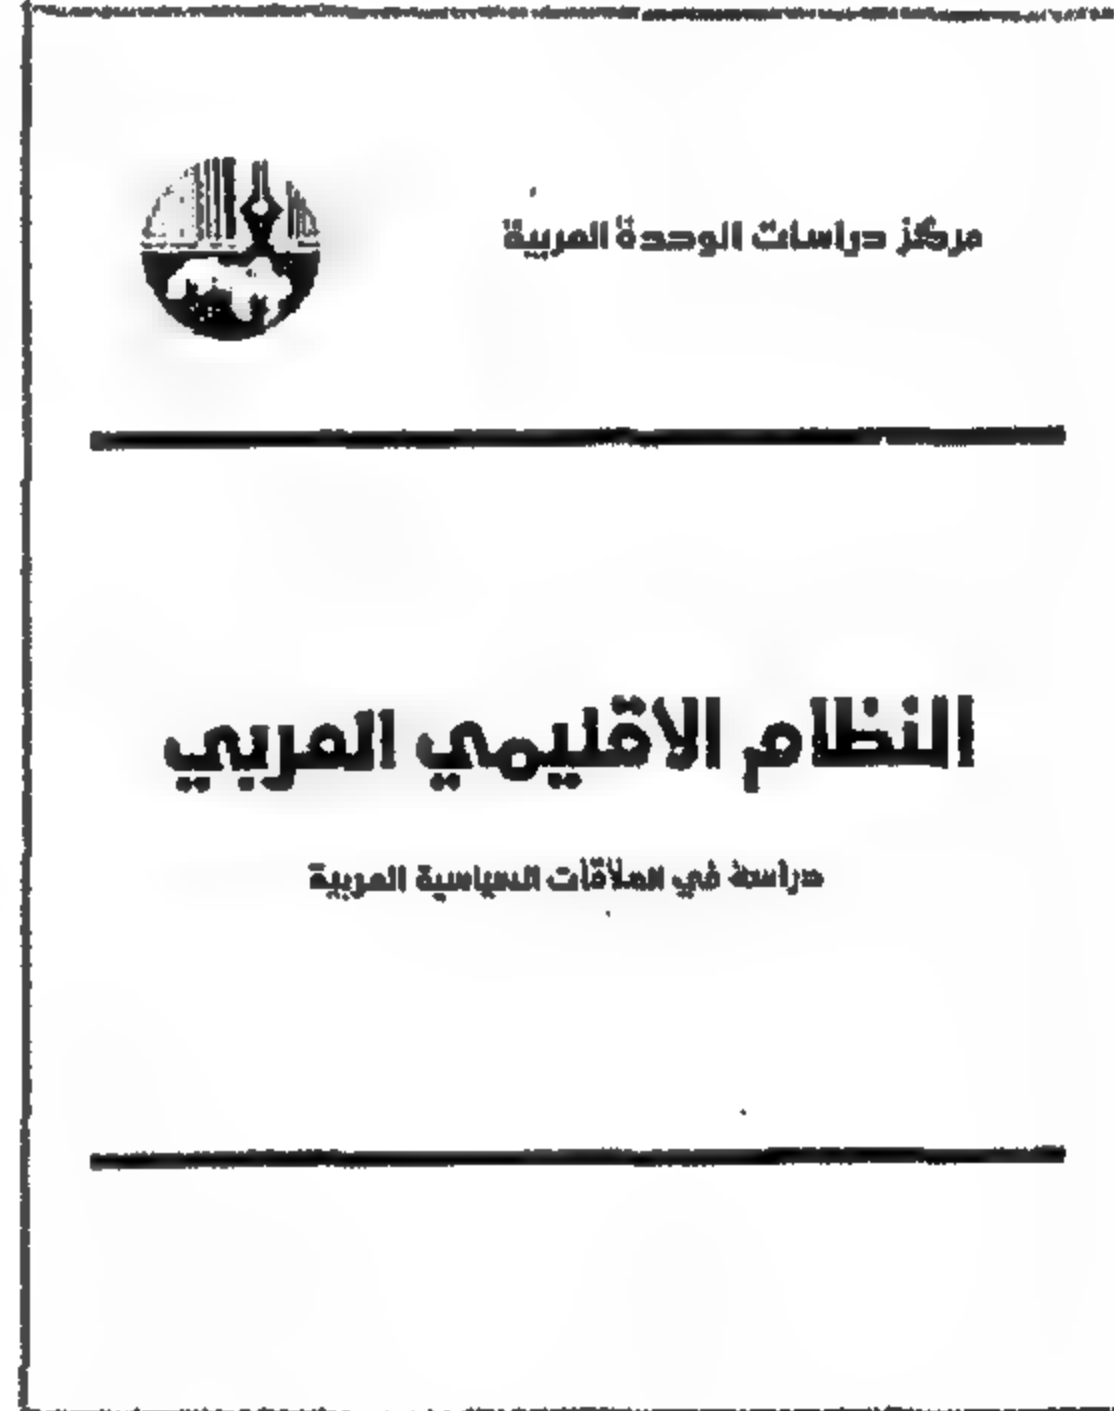 مركز دراسات الوحدة العربية
النظام الاقليمي العربي
دراسة في العلاقات السياسية العربية